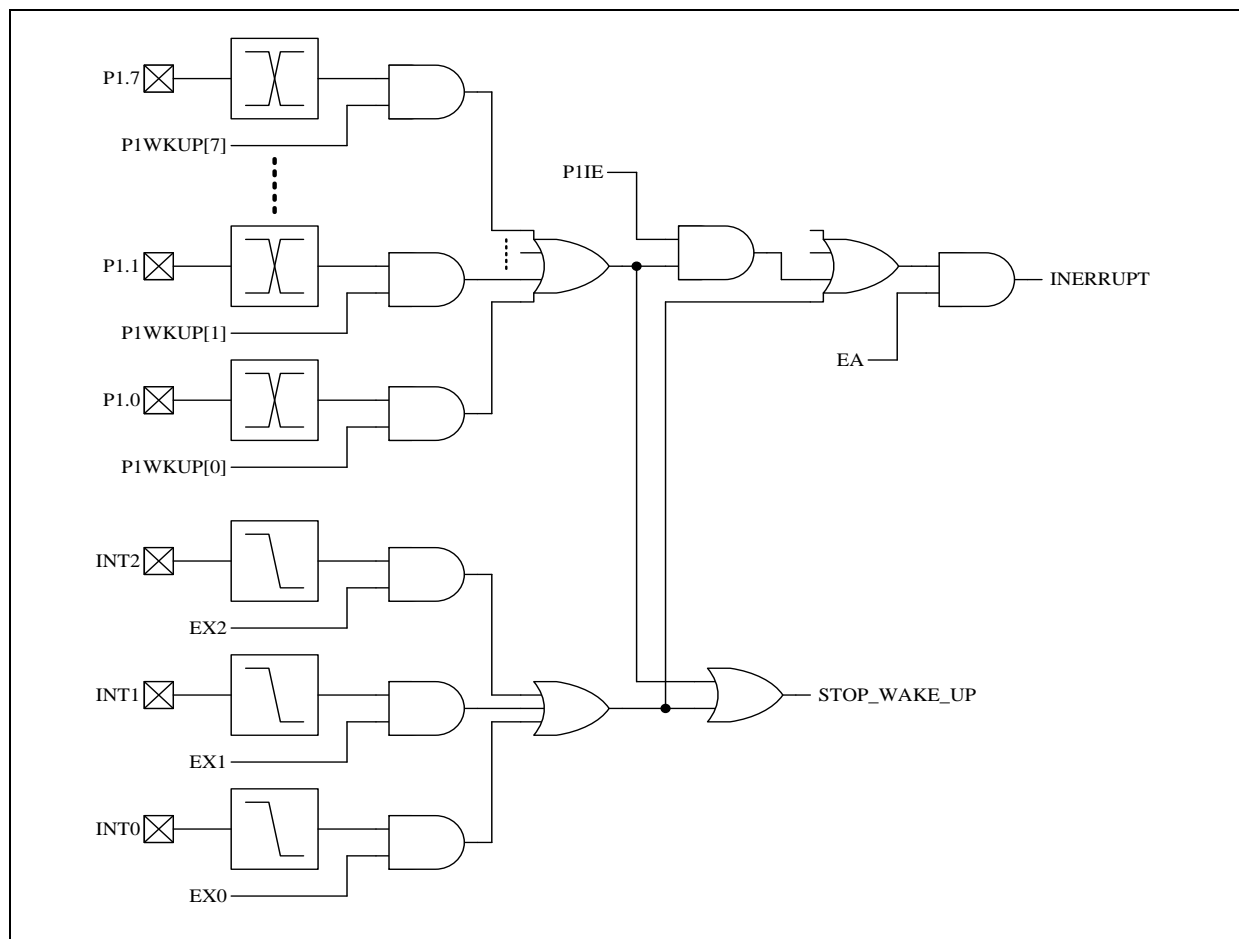 P1.7
P1WKUP[7]
P1IE
P1.1
INERRUPT
P1WKUP[1]
EA
P1.0
P1WKUP[0]
INT2
EX2
INT1
STOP_WAKE_UP
EX1
INT0
EX0